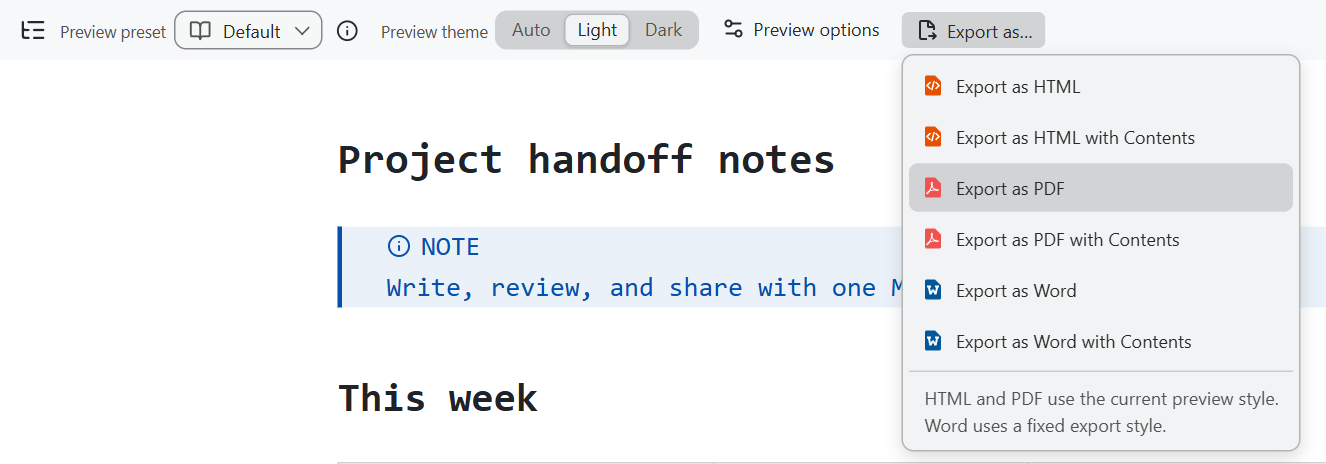 Preview preset Default Preview theme Auto Light Dark Preview options Export as...
Export as HTML
Export as HTML with Contents
Export as PDF
Export as PDF with Contents
Export as Word
Export as Word with Contents
HTML and PDF use the current preview style.
Word uses a fixed export style.
Project handoff notes
NOTE
Write, review, and share with one
This week